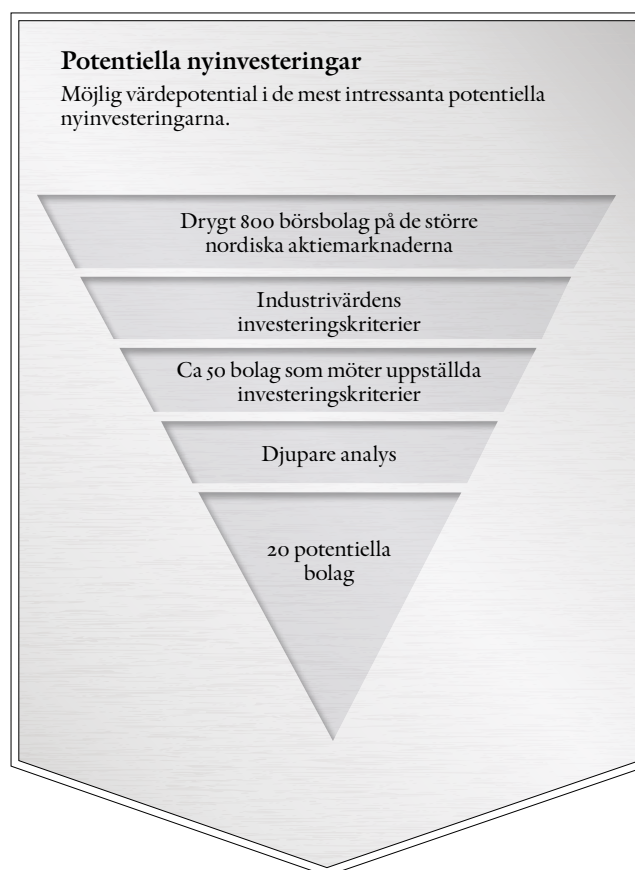 Potentiella nyinvesteringar
Möjlig värdepotential i de mest intressanta potentiella
nyinvesteringarna.
Drygt 800 börsbolag på de större
nordiska aktiemarknaderna
Industrivärdens
investeringskriterier
Ca 50 bolag som möter uppställda
investeringskriterier
Djupare analys
20 potentiella
bolag